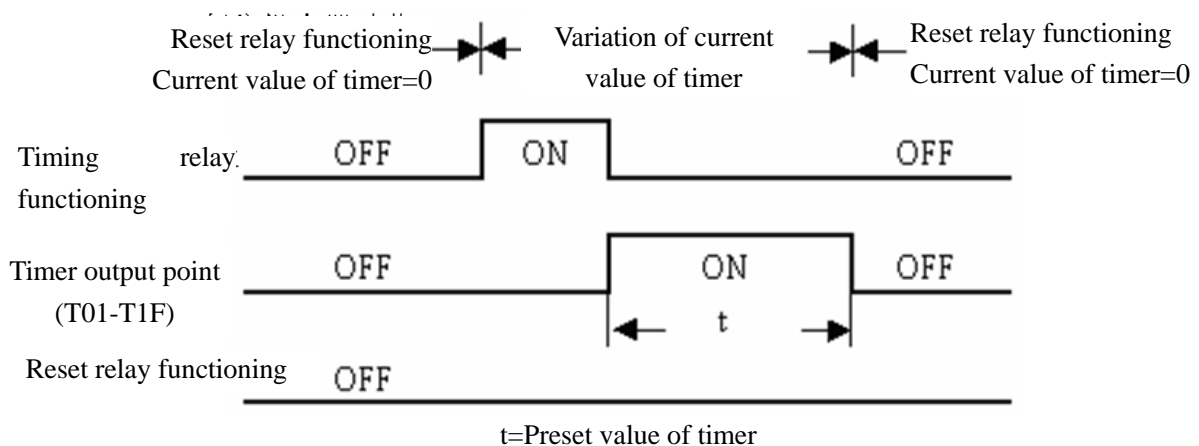 Reset relay functioning
Current value of timer=0
Variation of current
value of timer
Reset relay functioning
Current value of timer=0
Timing relay
functioning
OFF ON OFF
Timer output point
(T01-T1F)
OFF ON OFF
t
Reset relay functioning
OFF
t=Preset value of timer